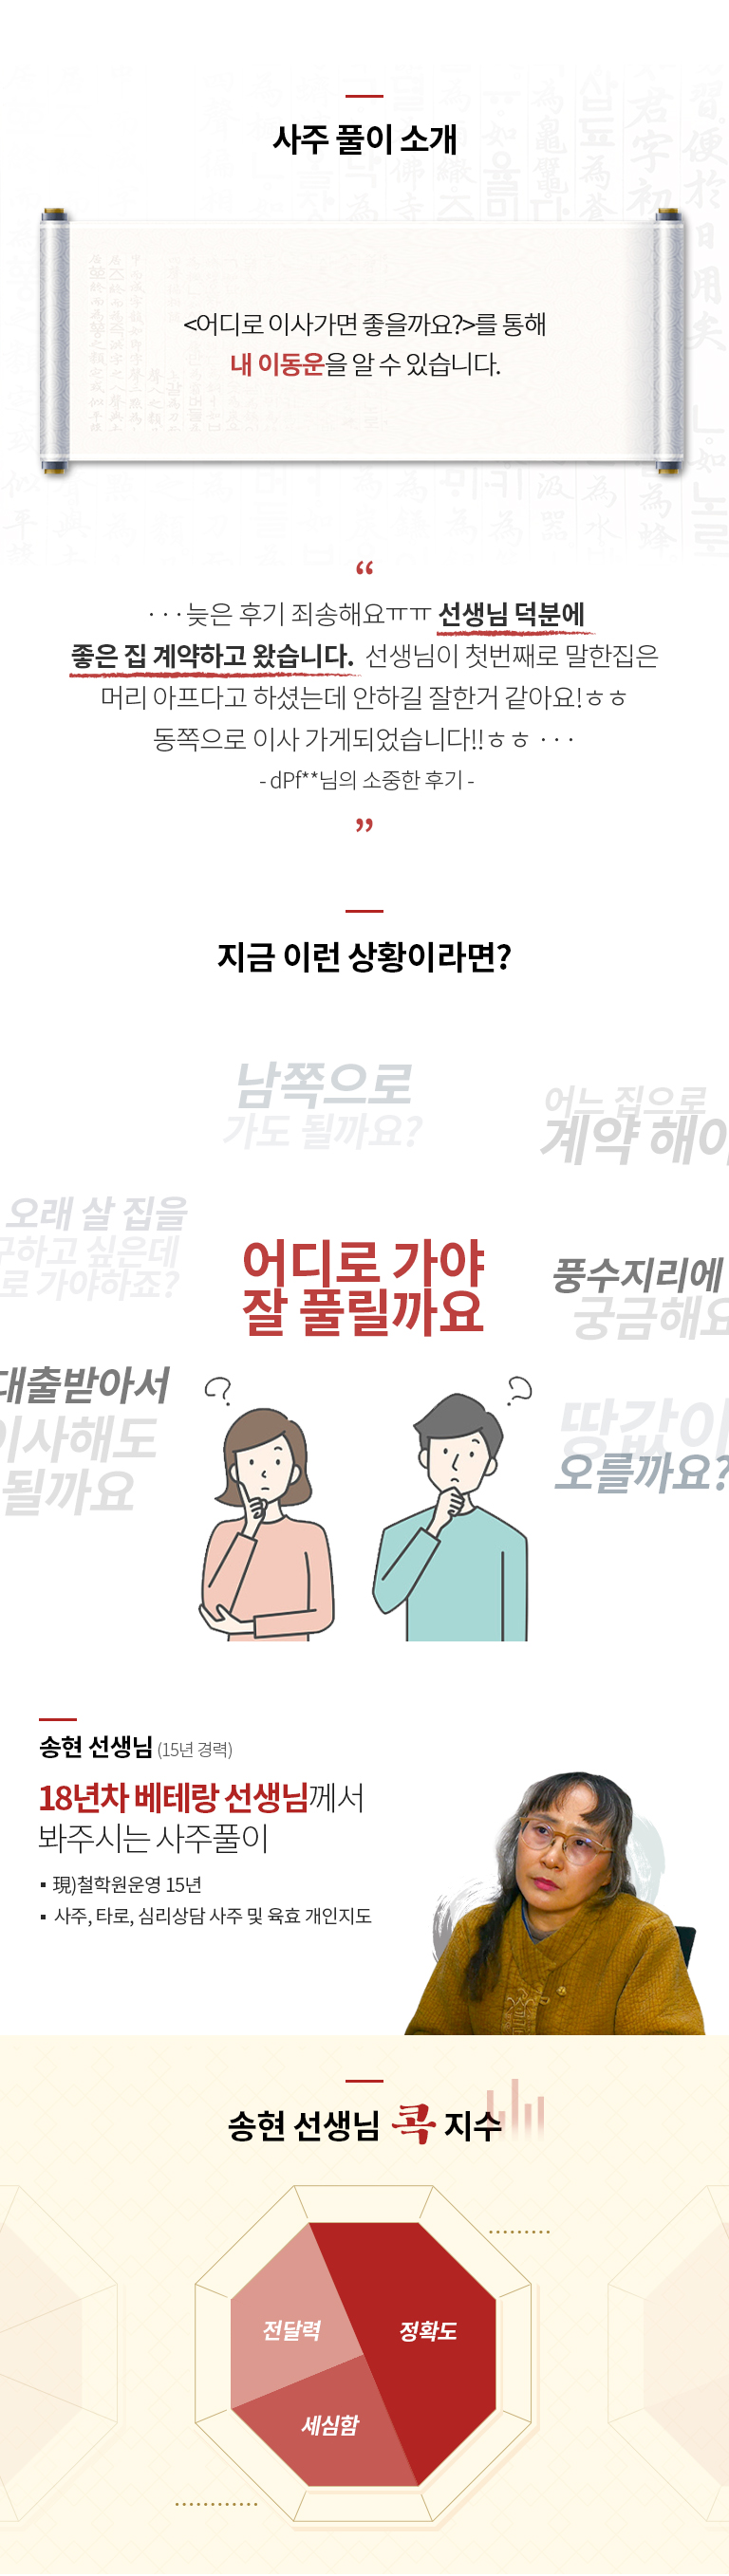 사주 풀이 소개
<어디로 이사가면 좋을까요?>를 통해
내 이동운을 알 수 있습니다.
“
· · · 늦은 후기 죄송해요ㅠㅠ 선생님 덕분에
좋은 집 계약하고 왔습니다. 선생님이 첫번째로 말한집은
머리 아프다고 하셨는데 안하길 잘한거 같아요!ㅎㅎ
동쪽으로 이사 가게되었습니다!!ㅎㅎ · · ·
- dPf**님의 소중한 후기 -
”
지금 이런 상황이라면?
남쪽으로
가도 될까요?
어느 집으로
계약 해야
오래 살 집을
구하고 싶은데
로 가야하죠?
어디로 가야
잘 풀릴까요
풍수지리에
궁금해요
대출받아서
이사해도
될까요
땅값이
오를까요?
송현 선생님 (15년 경력)
18년차 베테랑 선생님께서
봐주시는 사주풀이
▪ 現)철학원운영 15년
▪ 사주, 타로, 심리상담 사주 및 육효 개인지도
송현 선생님 콕 지수
전달력
정확도
세심함